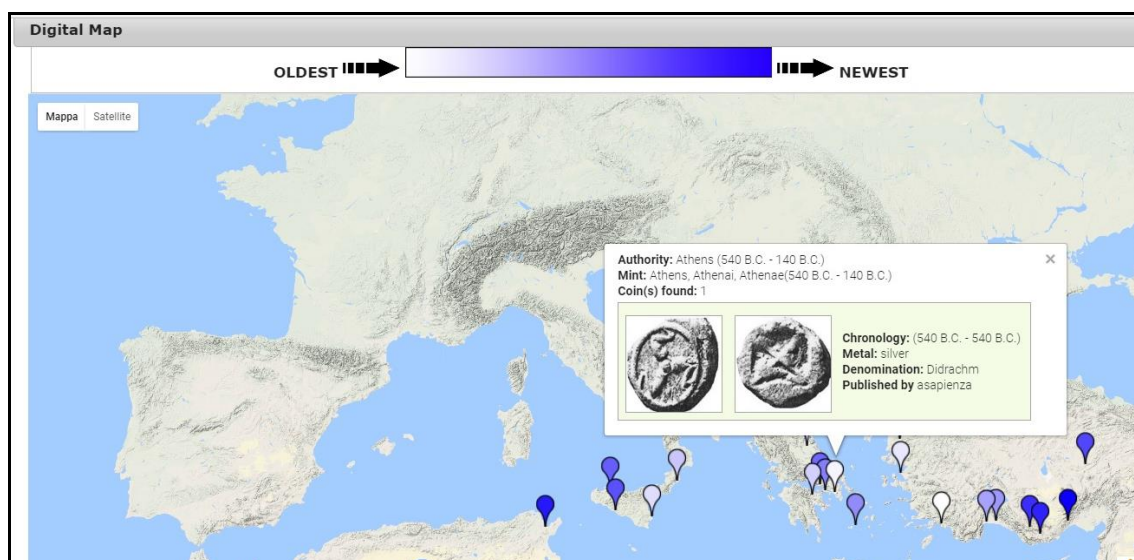 Digital Map
OLDEST NEWEST
Mappa Satellite
Authority: Athens (540 B.C. - 140 B.C.)
Mint: Athens, Athenai, Athenae(540 B.C. - 140 B.C.)
Coin(s) found: 1
Chronology: (540 B.C. - 540 B.C.)
Metal: silver
Denomination: Didrachm
Published by asapienza